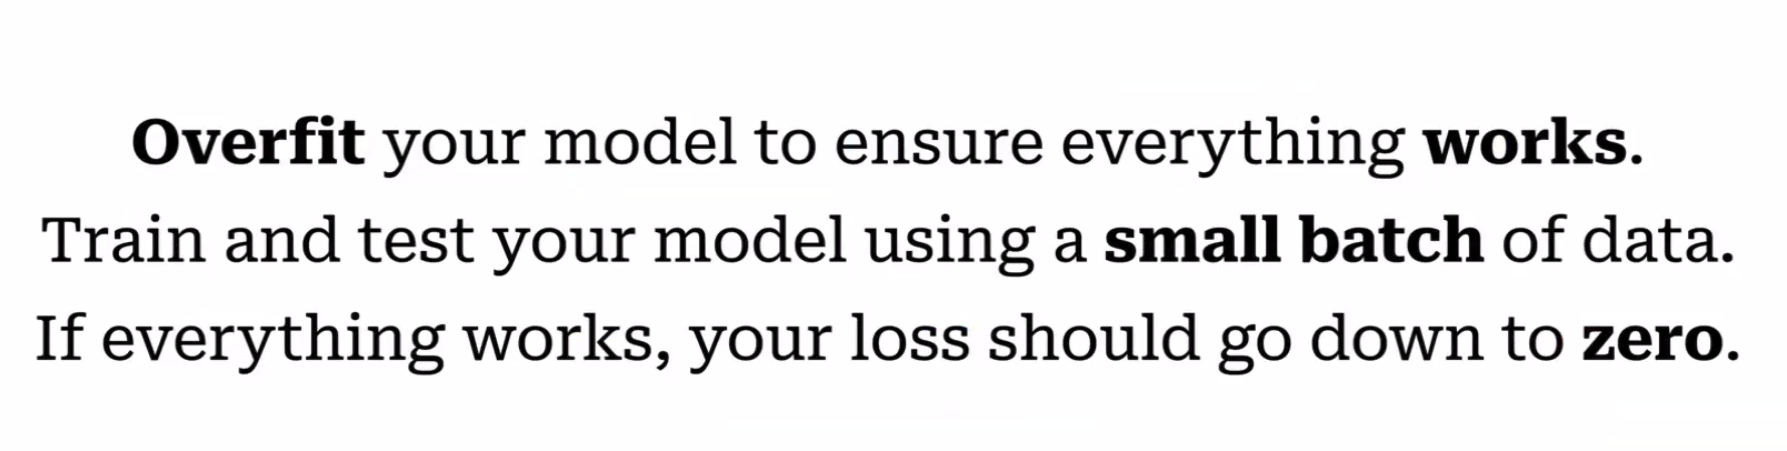 Overfit your model to ensure everything works.
Train and test your model using a small batch of data.
If everything works, your loss should go down to zero.